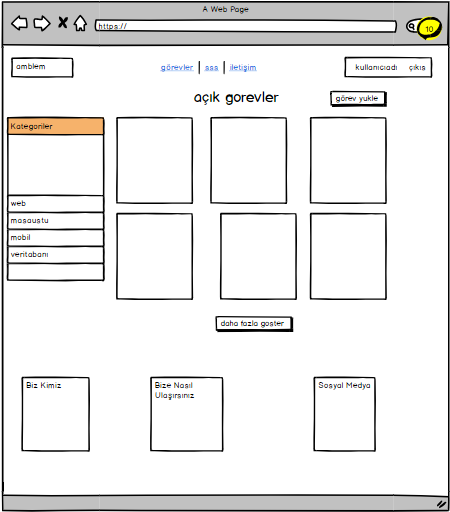 A Web Page
https://
10
amblem
görevler | sss | iletişim
kullanıcıadı çıkıs
açık gorevler
görev yukle
Kategoriler
web
masaustu
mobil
veritabanı
daha fazla goster
Biz Kimiz
Bize Nasıl
Ulaşırsınız
Sosyal Medya